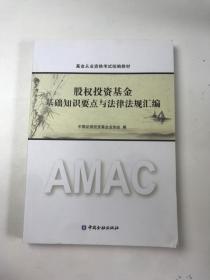 基金从业资格考试统编教材
股权投资基金
基础知识要点与法律法规汇编
中国证券投资基金业协会 编
AMAC
中国金融出版社